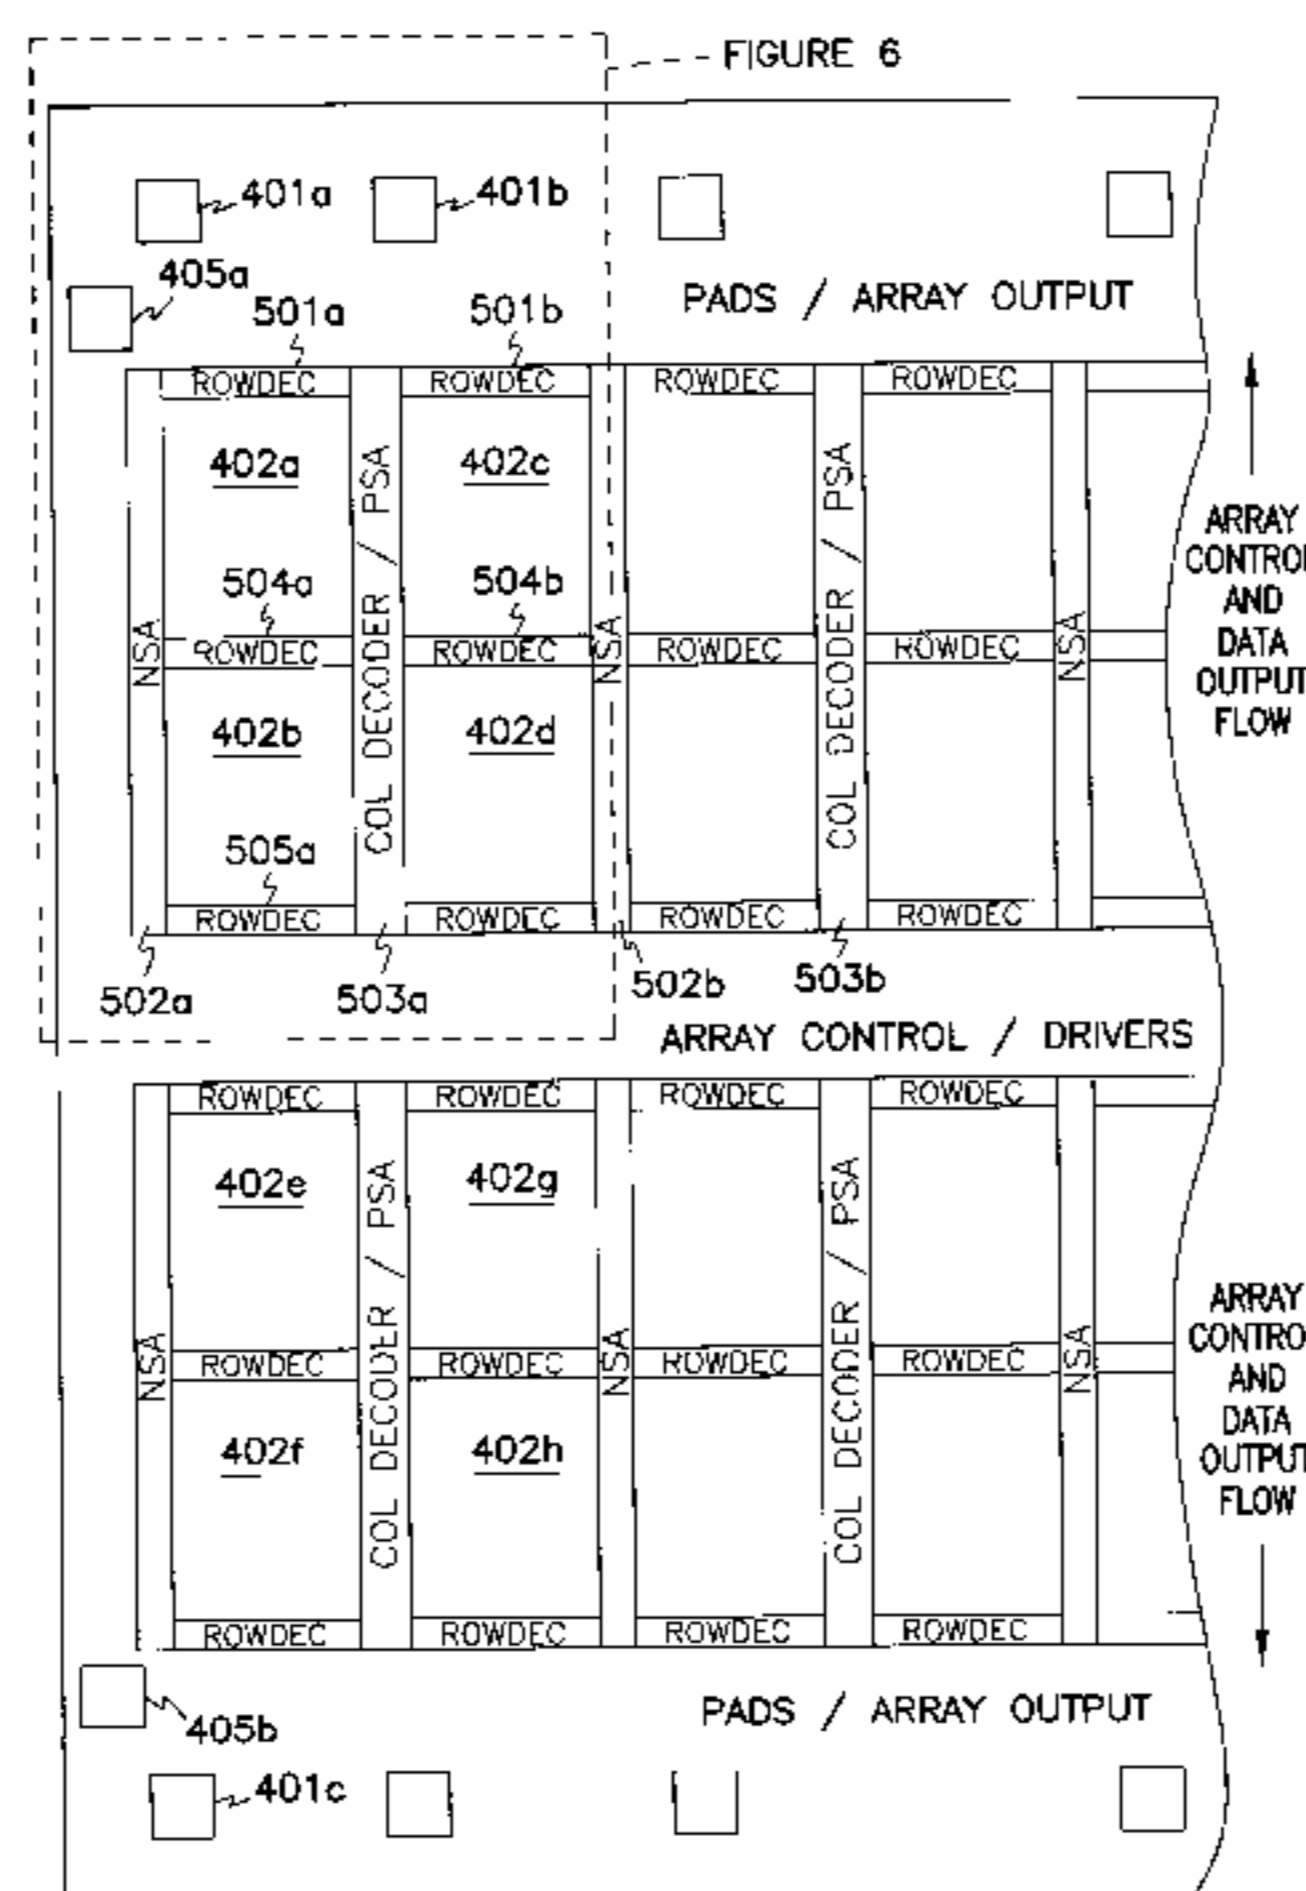 FIGURE 6
401a 401b
405a
PADS / ARRAY OUTPUT
501a 501b
ROWDEC ROWDEC ROWDEC ROWDEC
402a 402c
504a 504b
NSA
COL DECODER / PSA
NSA
COL DECODER / PSA
NSA
ROWDEC ROWDEC ROWDEC ROWDEC
402b 402d
505a
ROWDEC ROWDEC ROWDEC ROWDEC
502a 503a 502b 503b
ARRAY
CONTROL
AND
DATA
OUTPUT
FLOW
ARRAY CONTROL / DRIVERS
ROWDEC ROWDEC ROWDEC ROWDEC
402e 402g
NSA
COL DECODER / PSA
NSA
COL DECODER / PSA
NSA
ROWDEC ROWDEC ROWDEC ROWDEC
402f 402h
ROWDEC ROWDEC ROWDEC ROWDEC
ARRAY
CONTRO
AND
DATA
OUTPUT
FLOW
405b
PADS / ARRAY OUTPUT
401c